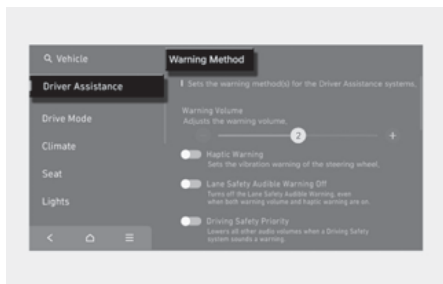 Vehicle
Warning Method
Driver Assistance
Sets the warning method(s) for the Driver Assistance systems.
Drive Mode
Warning Volume
Adjusts the warning volume.
2
+
Climate
Haptic Warning
Sets the vibration warning of the steering wheel.
Seat
Lane Safety Audible Warning Off
Turns off the Lane Safety Audible Warning, even
when both warning volume and haptic warning are on.
Lights
Driving Safety Priority
Lowers all other audio volumes when a Driving Safety
system sounds a warning.